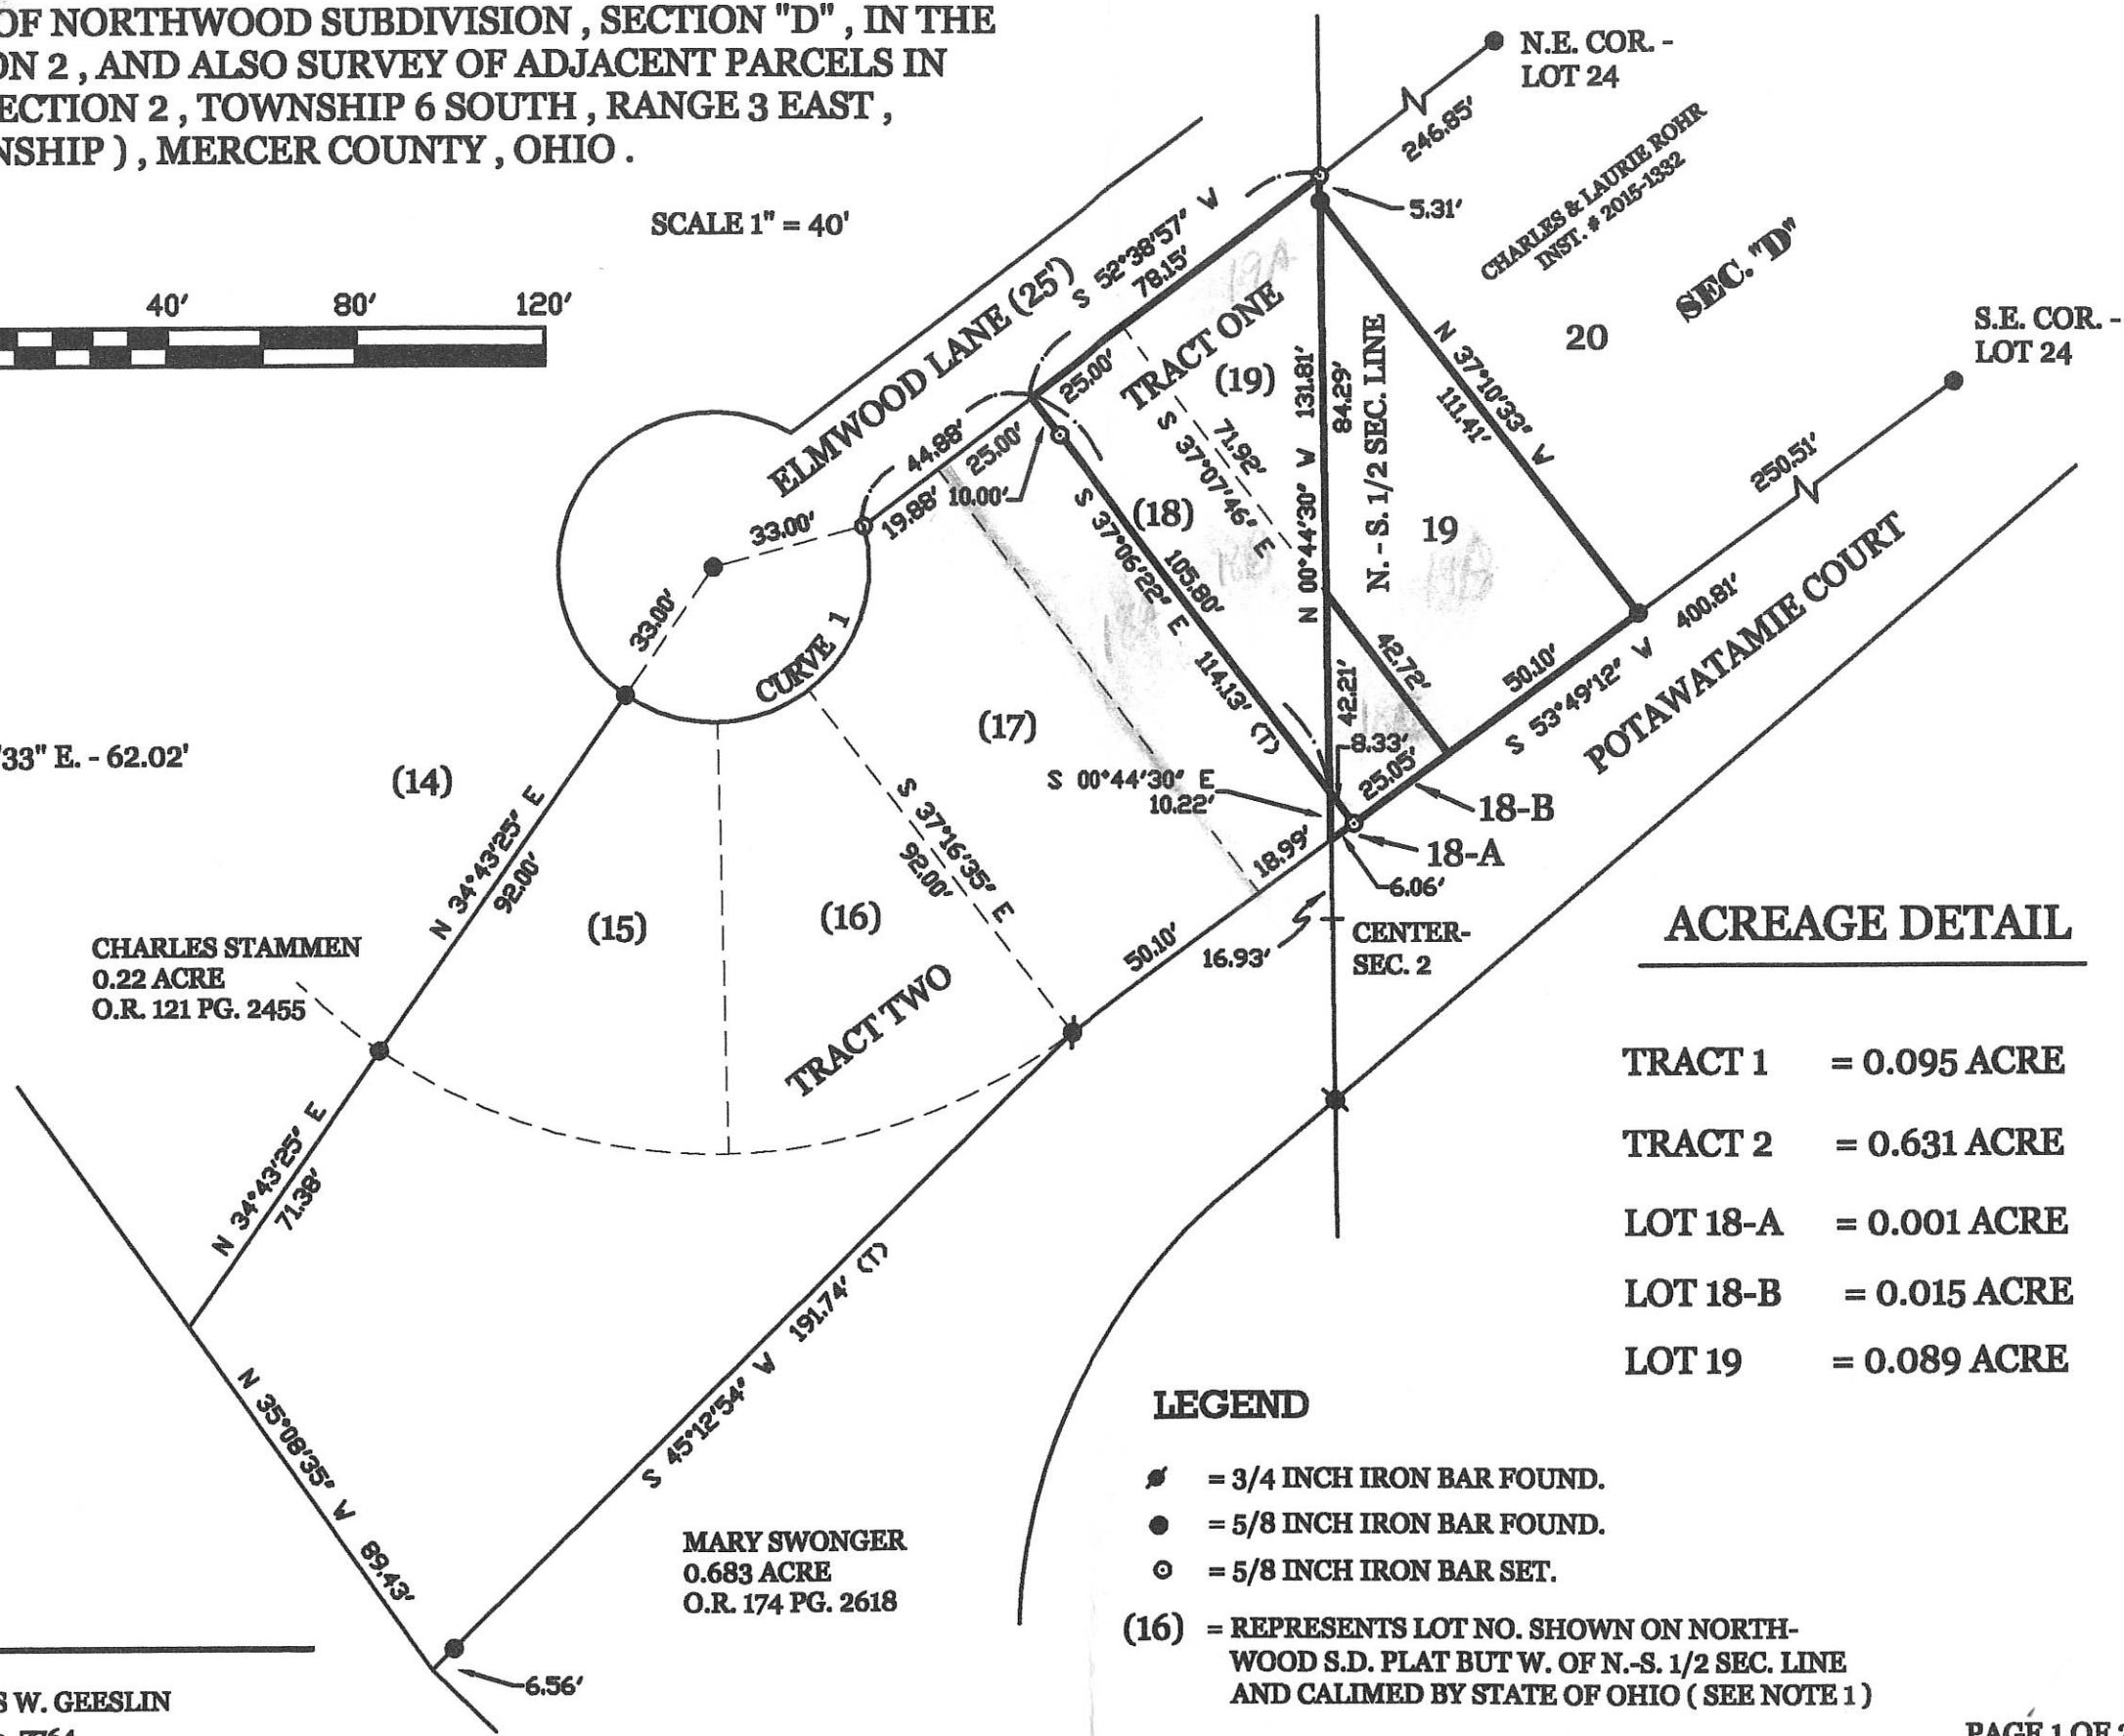 OF NORTHWOOD SUBDIVISION , SECTION "D" , IN THE
ON 2 , AND ALSO SURVEY OF ADJACENT PARCELS IN
ECTION 2 , TOWNSHIP 6 SOUTH , RANGE 3 EAST ,
NSHIP ) , MERCER COUNTY , OHIO .
SCALE 1" = 40'
40' 80' 120'
N.E. COR. -
LOT 24
246.85'
5.31'
CHARLES & LAURIE ROHR
INST. # 2015-1332
SEC. "D"
20
S.E. COR. -
LOT 24
S 52°38'57" W
78.15'
ELMWOOD LANE (25')
19A
TRACT ONE
(19)
25.00'
44.88'
25.00'
19.88'
10.00'
71.92'
S 37°07'46" E
(18)
N 00°44'30" W 131.81'
84.29'
N. - S. 1/2 SEC. LINE
N 37°10'33" W
111.41'
19
250.51'
33.00'
33.00'
CURVE 1
S 37°06'22" E
105.80'
114.13' (T)
42.21'
42.72'
50.10'
S 53°49'12" W 400.81'
POTAWATAMIE COURT
'33" E. - 62.02'
(14)
(17)
S 00°44'30" E
10.22'
8.33'
25.05'
18-B
18-A
6.06'
18.99'
50.10'
16.93'
CENTER-
SEC. 2
N 34°43'25" E
92.00'
S 37°16'35" E
92.00'
(15)
(16)
TRACT TWO
CHARLES STAMMEN
0.22 ACRE
O.R. 121 PG. 2455
N 34°43'25" E
71.38'
S 45°12'54" W 191.74' (T)
N 35°08'35" W 89.43'
6.56'
MARY SWONGER
0.683 ACRE
O.R. 174 PG. 2618
ACREAGE DETAIL
TRACT 1 = 0.095 ACRE
TRACT 2 = 0.631 ACRE
LOT 18-A = 0.001 ACRE
LOT 18-B = 0.015 ACRE
LOT 19 = 0.089 ACRE
LEGEND
= 3/4 INCH IRON BAR FOUND.
= 5/8 INCH IRON BAR FOUND.
= 5/8 INCH IRON BAR SET.
(16) = REPRESENTS LOT NO. SHOWN ON NORTH-
WOOD S.D. PLAT BUT W. OF N.-S. 1/2 SEC. LINE
AND CALIMED BY STATE OF OHIO ( SEE NOTE 1 )
S W. GEESLIN
PAGE 1 OF